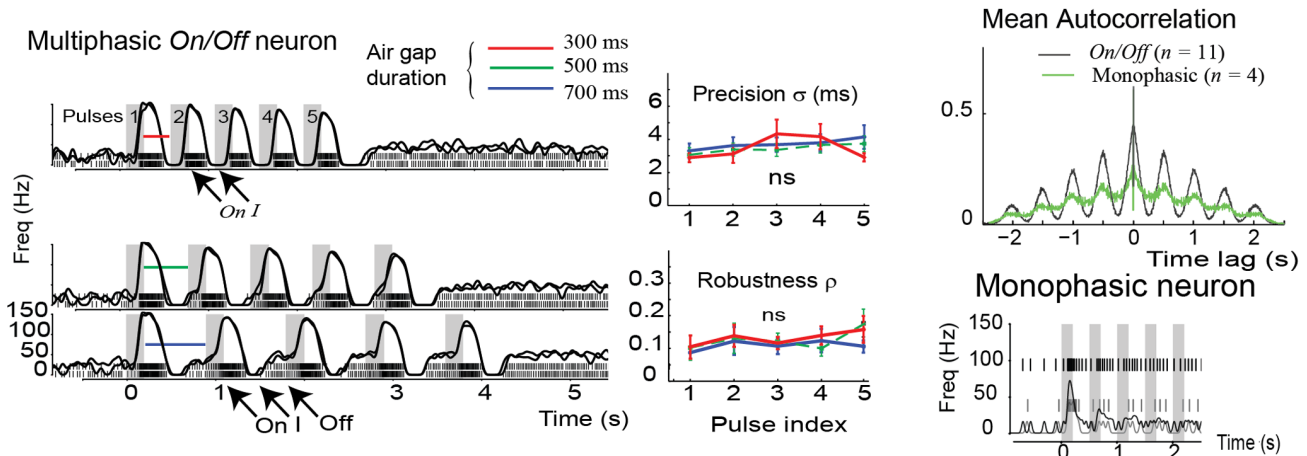 Multiphasic On/Off neuron
Air gap
duration
300 ms
500 ms
700 ms
Pulses 1 2 3 4 5
On I
Freq (Hz)
150
100
50
0
0 1 2 3 4 5
On I Off
Time (s)
Precision σ (ms)
6
4
2
0
ns
1 2 3 4 5
Robustness ρ
0.3
0.2
0.1
0
ns
1 2 3 4 5
Pulse index
Mean Autocorrelation
On/Off (n = 11)
Monophasic (n = 4)
0.5
0
−2 −1 0 1 2
Time lag (s)
Monophasic neuron
150
100
50
0
Freq (Hz)
0 1 2
Time (s)